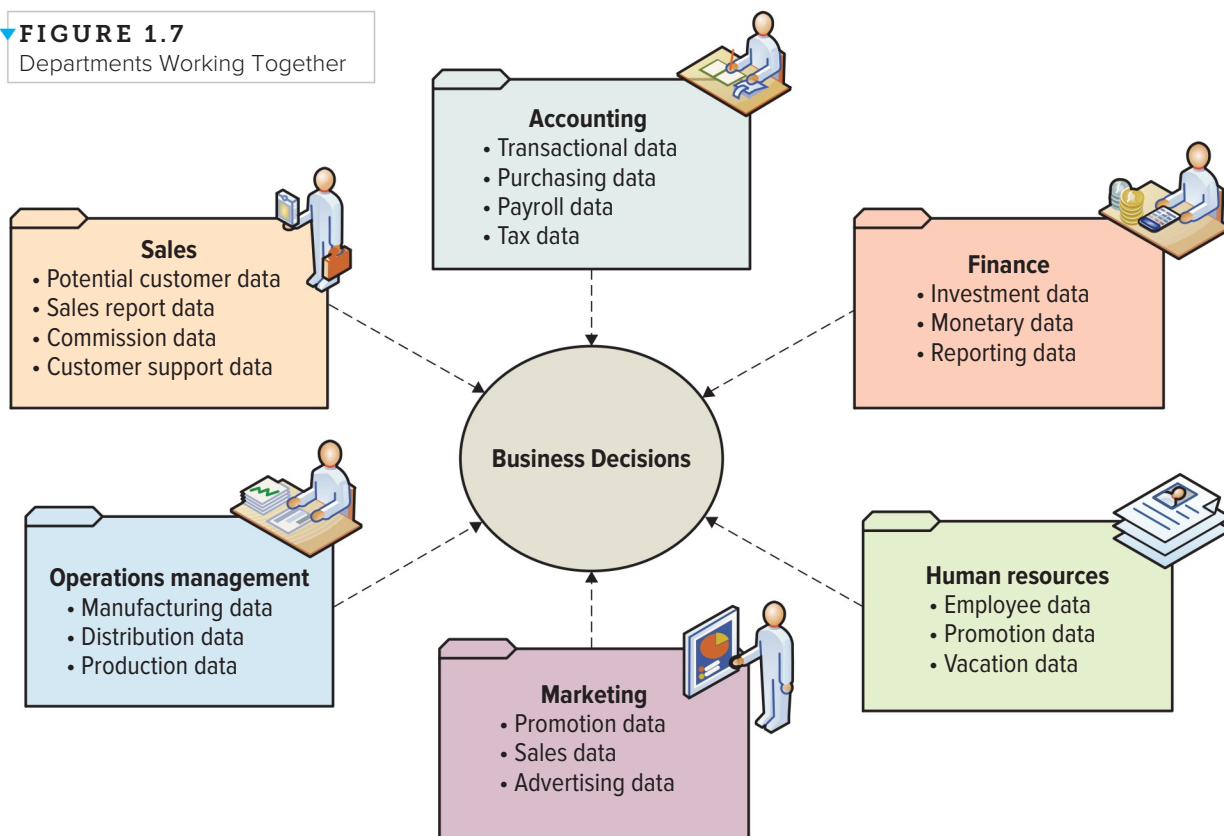 FIGURE 1.7
Departments Working Together
Accounting
• Transactional data
• Purchasing data
• Payroll data
• Tax data
Sales
• Potential customer data
• Sales report data
• Commission data
• Customer support data
Finance
• Investment data
• Monetary data
• Reporting data
Business Decisions
Operations management
• Manufacturing data
• Distribution data
• Production data
Human resources
• Employee data
• Promotion data
• Vacation data
Marketing
• Promotion data
• Sales data
• Advertising data